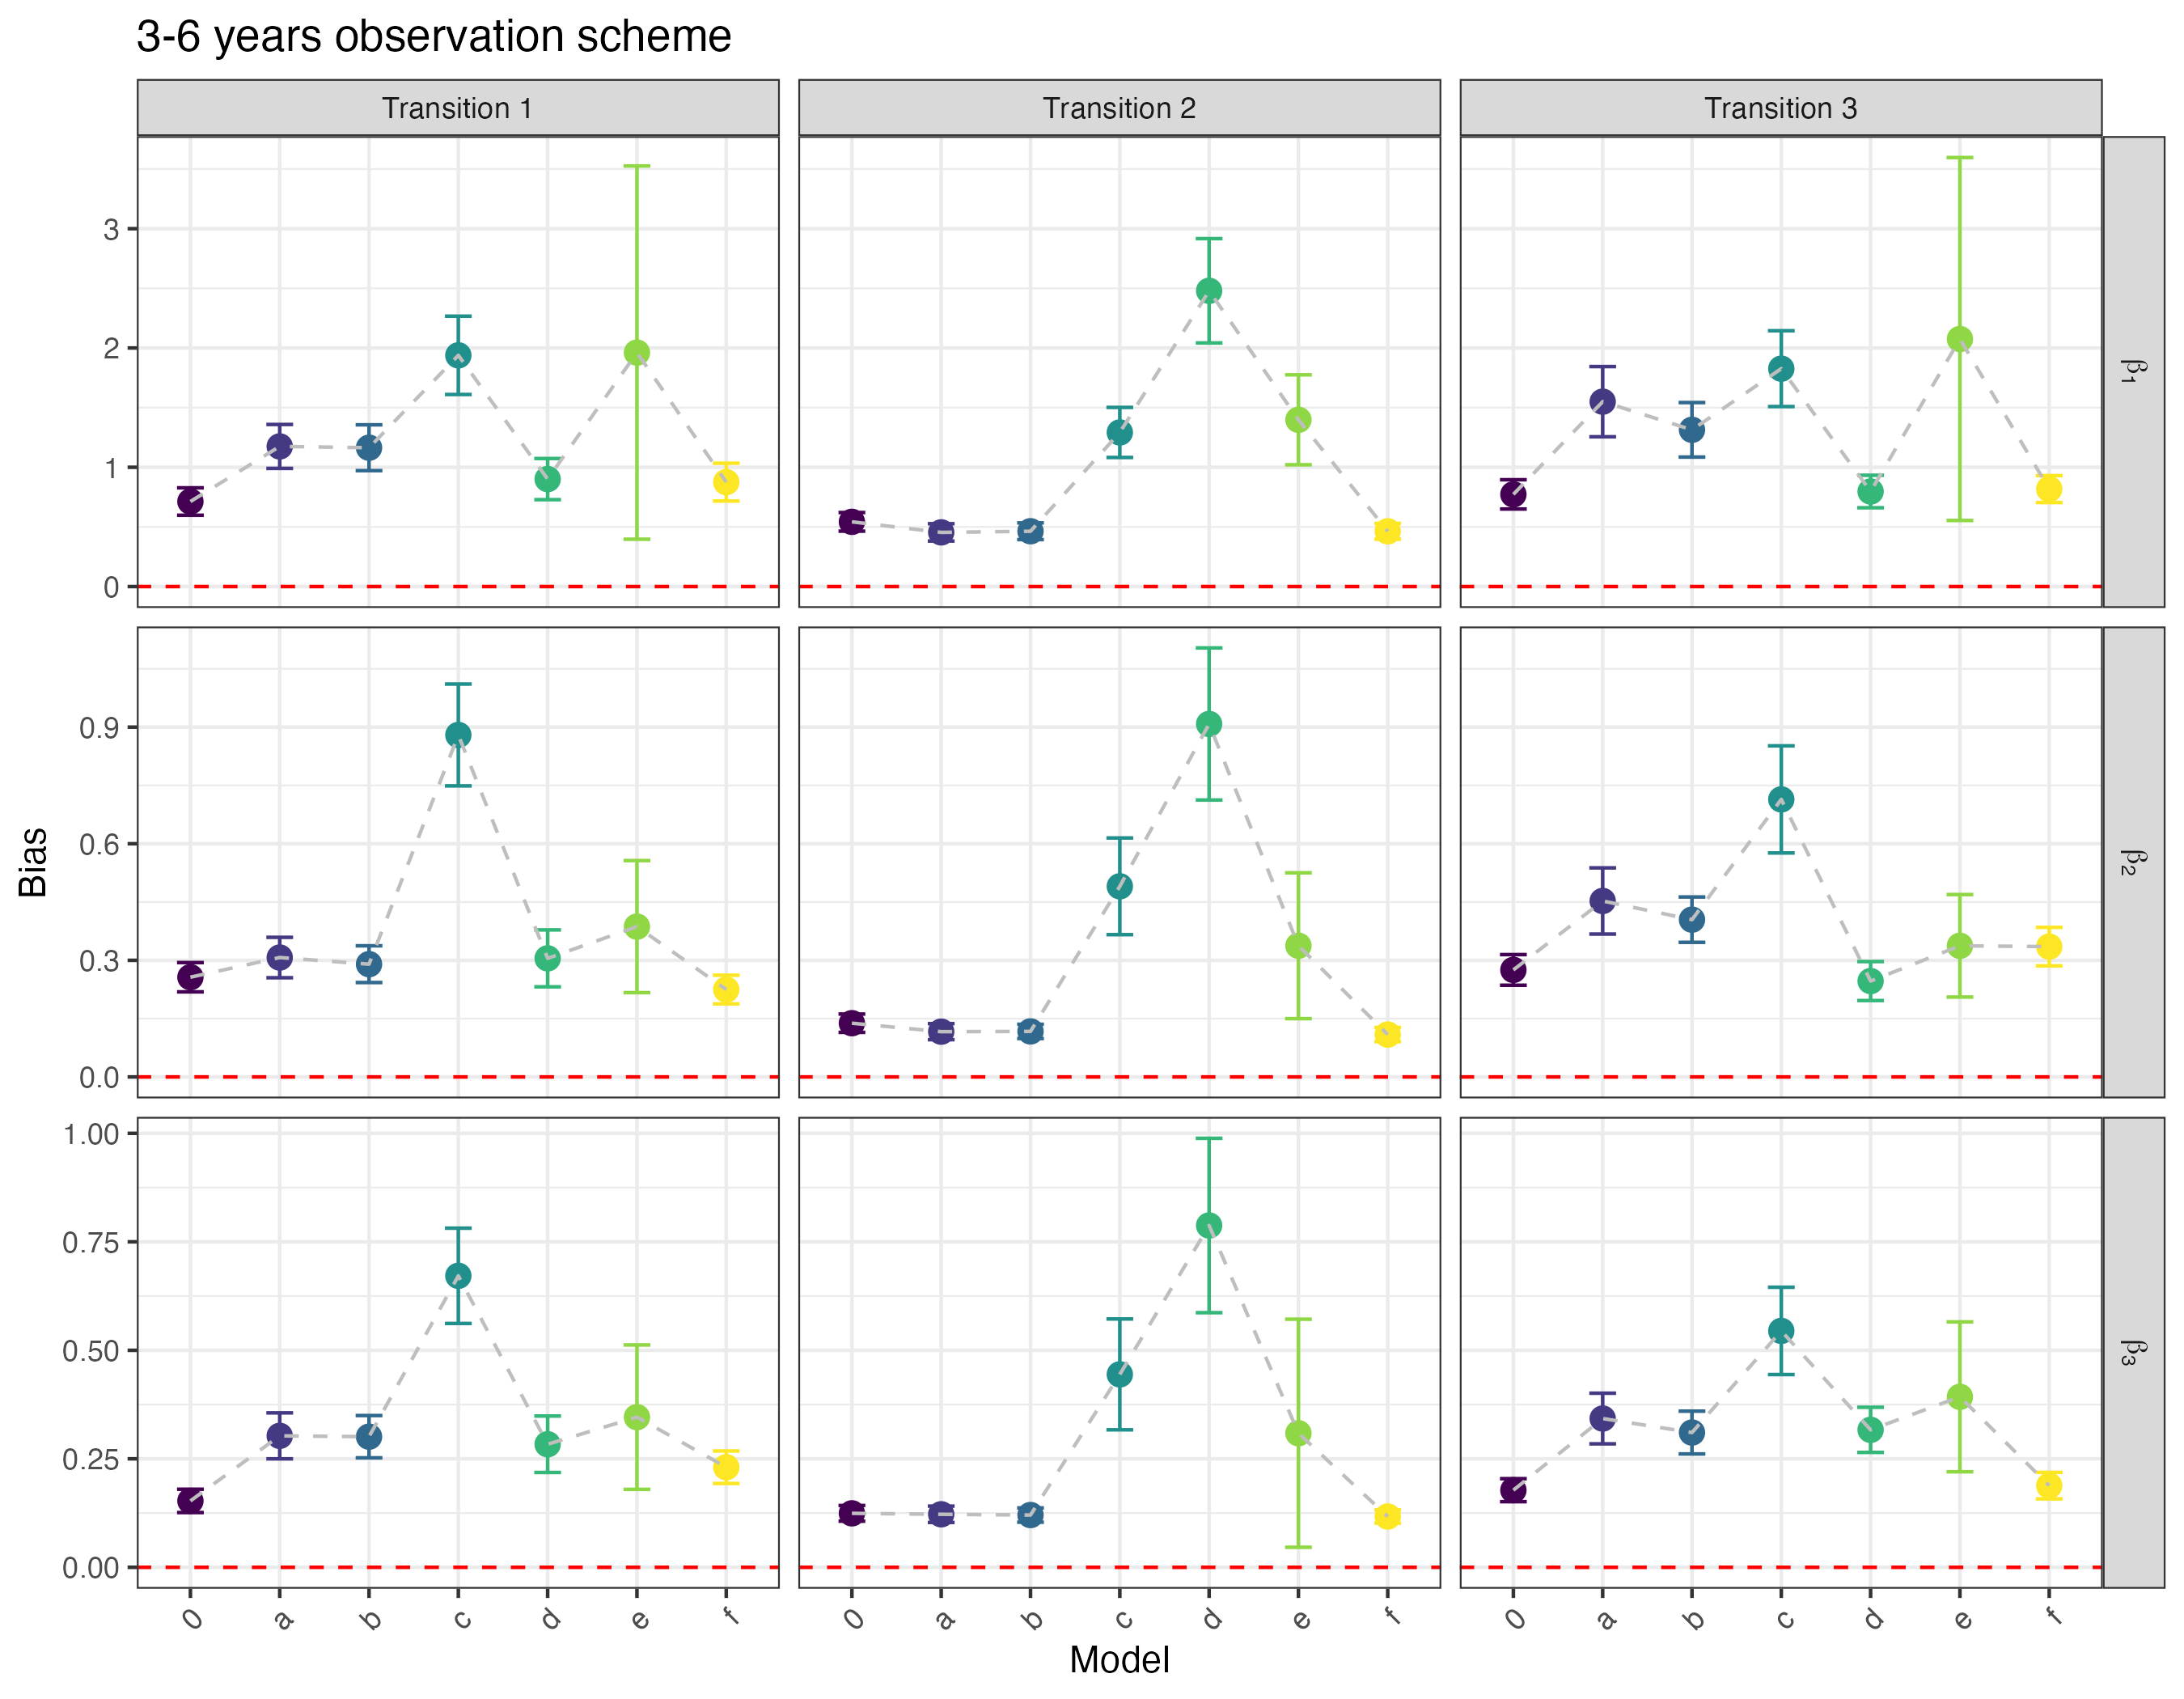 3-6 years observation scheme
Transition 1
Transition 2
Transition 3
3
2
1
0
β1
Bias
0.9
0.6
0.3
0.0
β2
1.00
0.75
0.50
0.25
0.00
β3
0 a b c d e f
0 a b c d e f
0 a b c d e f
Model